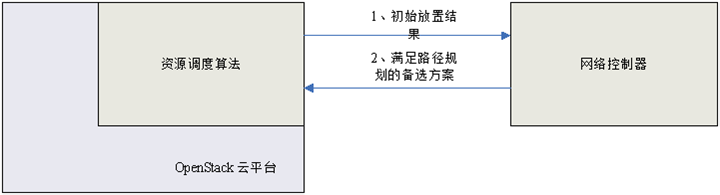 1、初始放置结
果
资源调度算法
2、满足路径规
划的备选方案
网络控制器
OpenStack 云平台